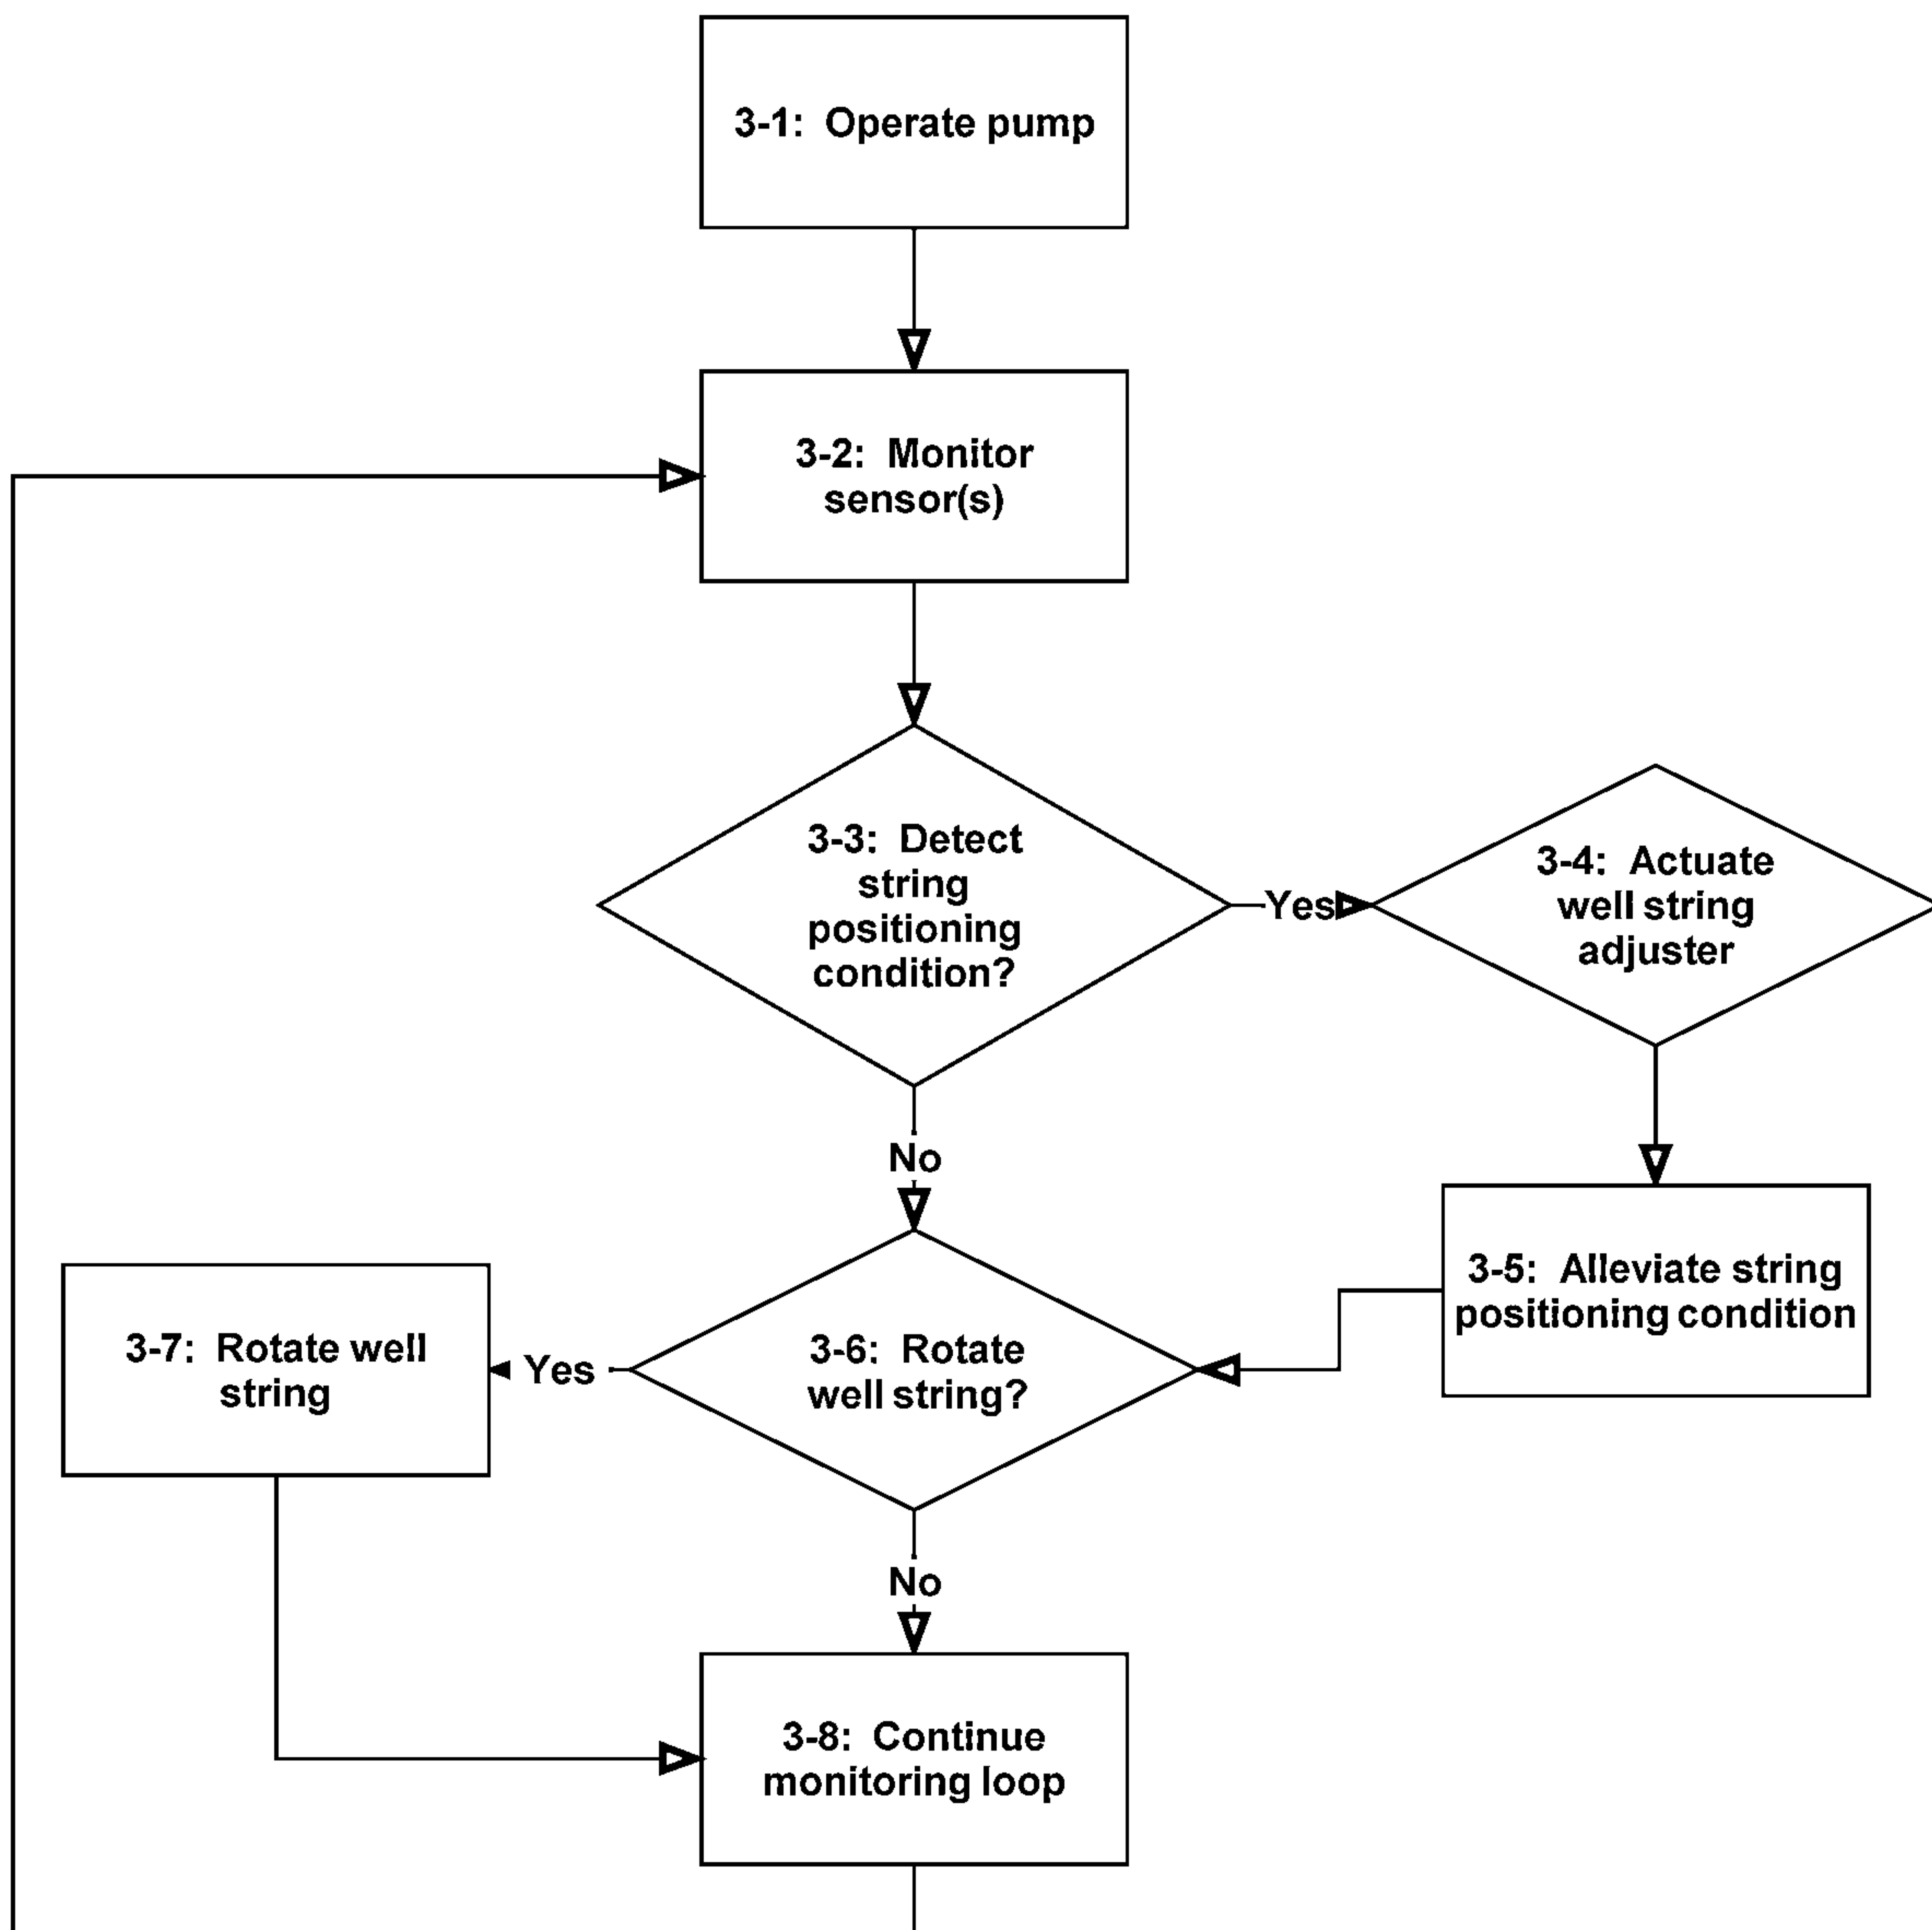 3-1: Operate pump
3-2: Monitor
sensor(s)
3-3: Detect
string
positioning
condition?
Yes
3-4: Actuate
well string
adjuster
No
3-5: Alleviate string
positioning condition
3-6: Rotate
well string?
Yes
3-7: Rotate well
string
No
3-8: Continue
monitoring loop